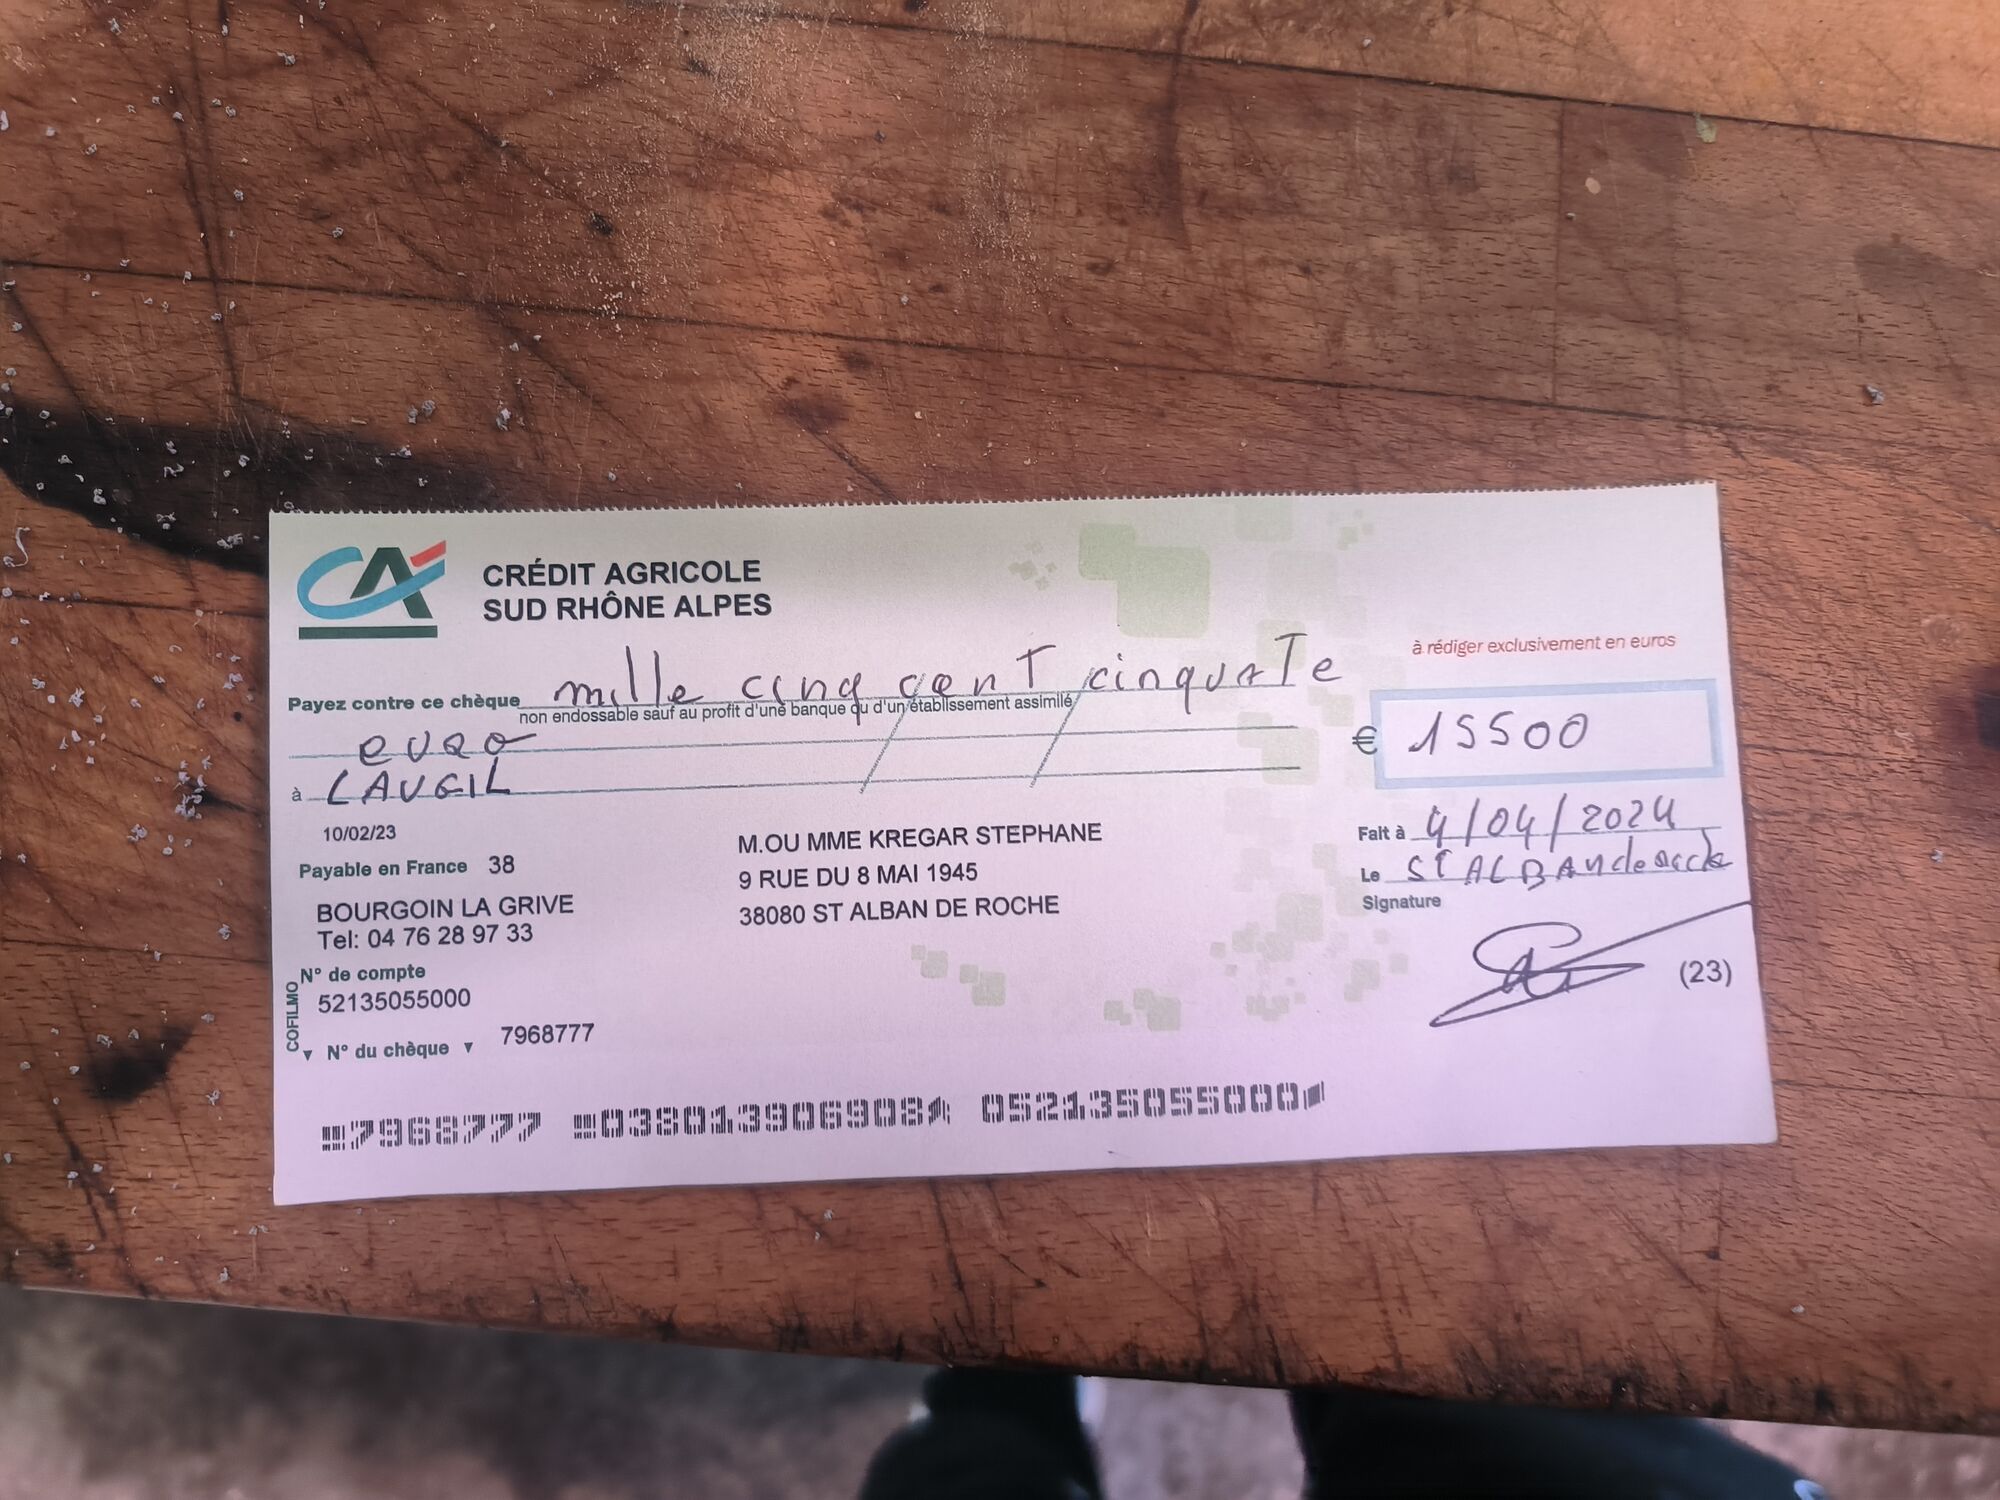 CRÉDIT AGRICOLE
SUD RHÔNE ALPES
à rédiger exclusivement en euros
Payez contre ce chèque mille cinq cent cinquate
non endossable sauf au profit d'une banque ou d'un établissement assimilé
euro
€ 15500
à LAUGIL
10/02/23
Payable en France 38
BOURGOIN LA GRIVE
Tel: 04 76 28 97 33
M.OU MME KREGAR STEPHANE
9 RUE DU 8 MAI 1945
38080 ST ALBAN DE ROCHE
Fait à 4/04/2024
Le ST ALBAN de
Signature
(23)
N° de compte
52135055000
COFILMO
N° du chèque 7968777
7968777 038013906908 052135055000